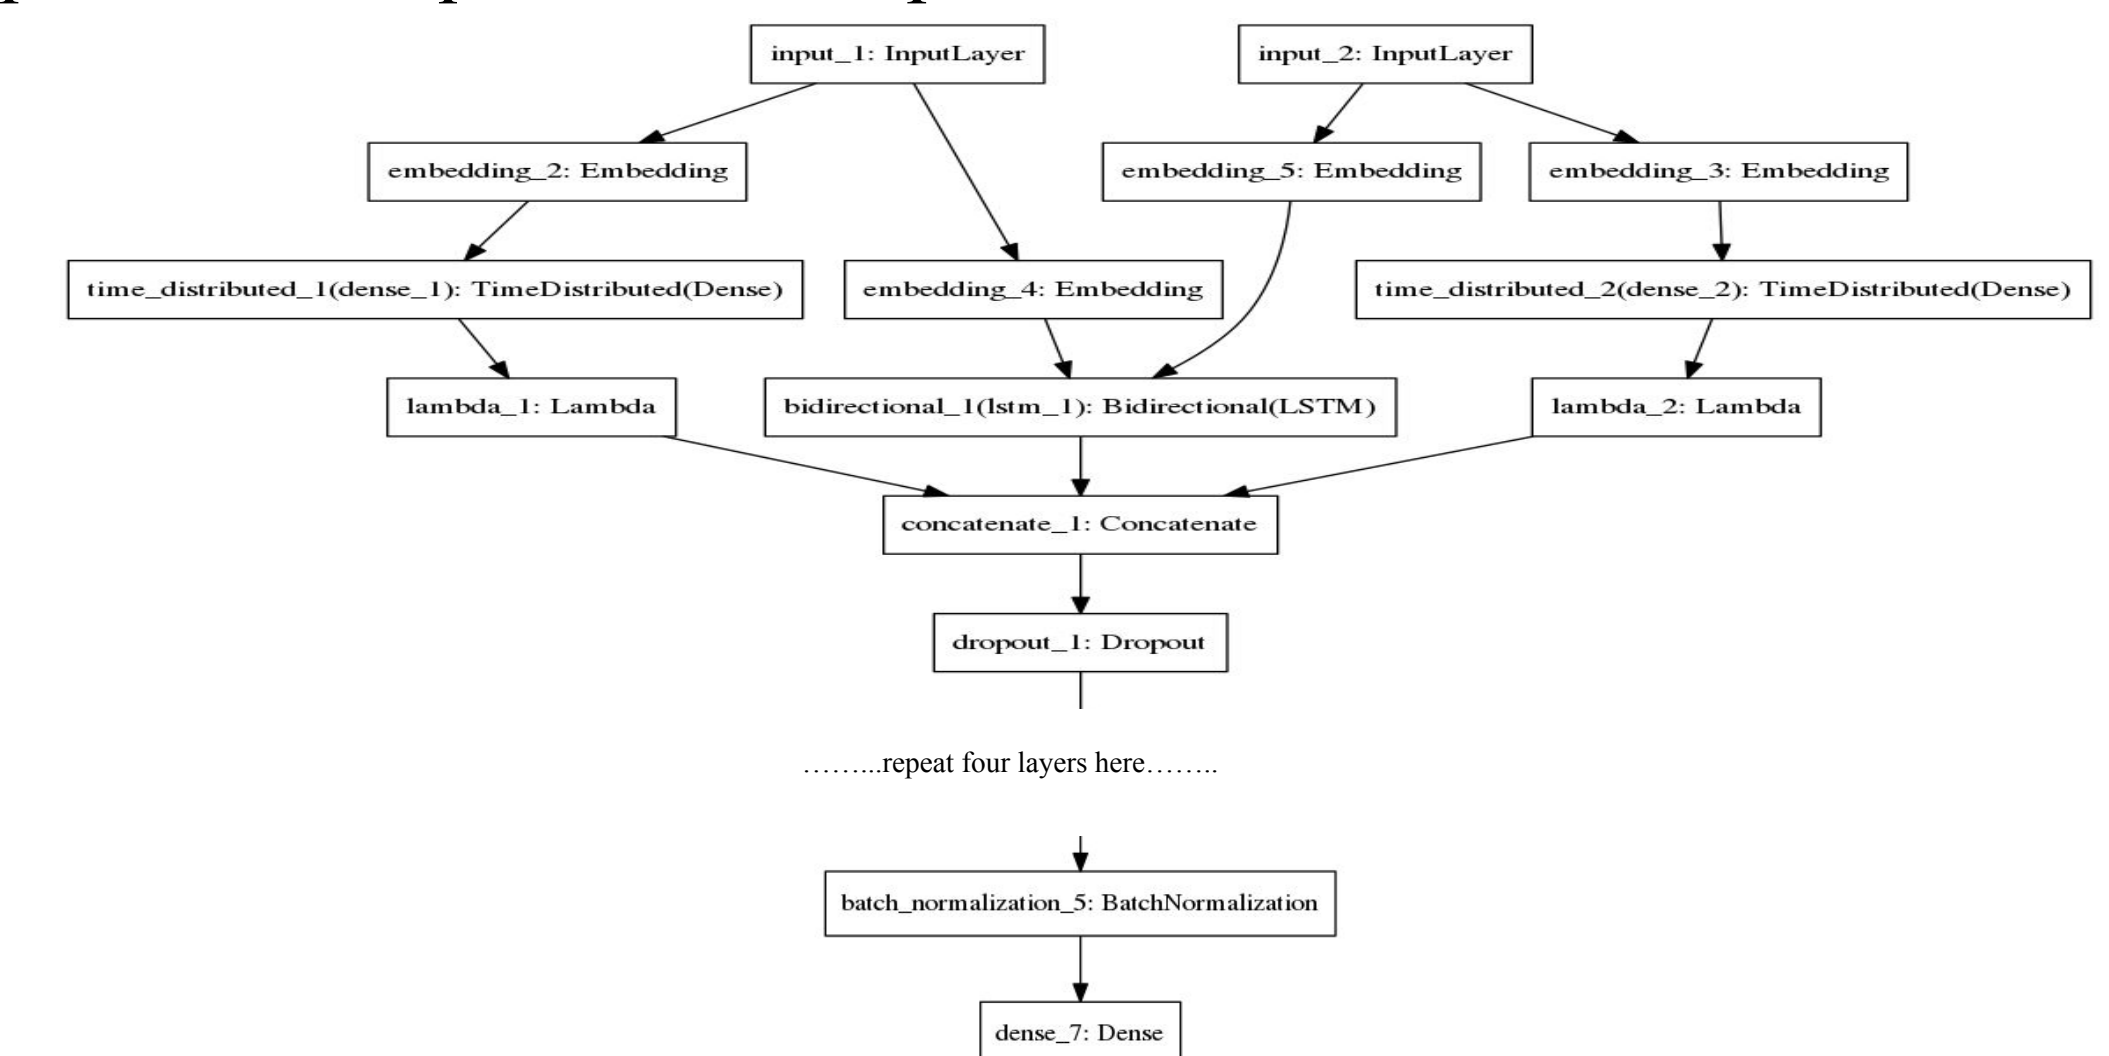 input_1: InputLayer
input_2: InputLayer
embedding_2: Embedding
embedding_5: Embedding
embedding_3: Embedding
time_distributed_1(dense_1): TimeDistributed(Dense)
embedding_4: Embedding
time_distributed_2(dense_2): TimeDistributed(Dense)
lambda_1: Lambda
bidirectional_1(lstm_1): Bidirectional(LSTM)
lambda_2: Lambda
concatenate_1: Concatenate
dropout_1: Dropout
……...repeat four layers here……..
batch_normalization_5: BatchNormalization
dense_7: Dense